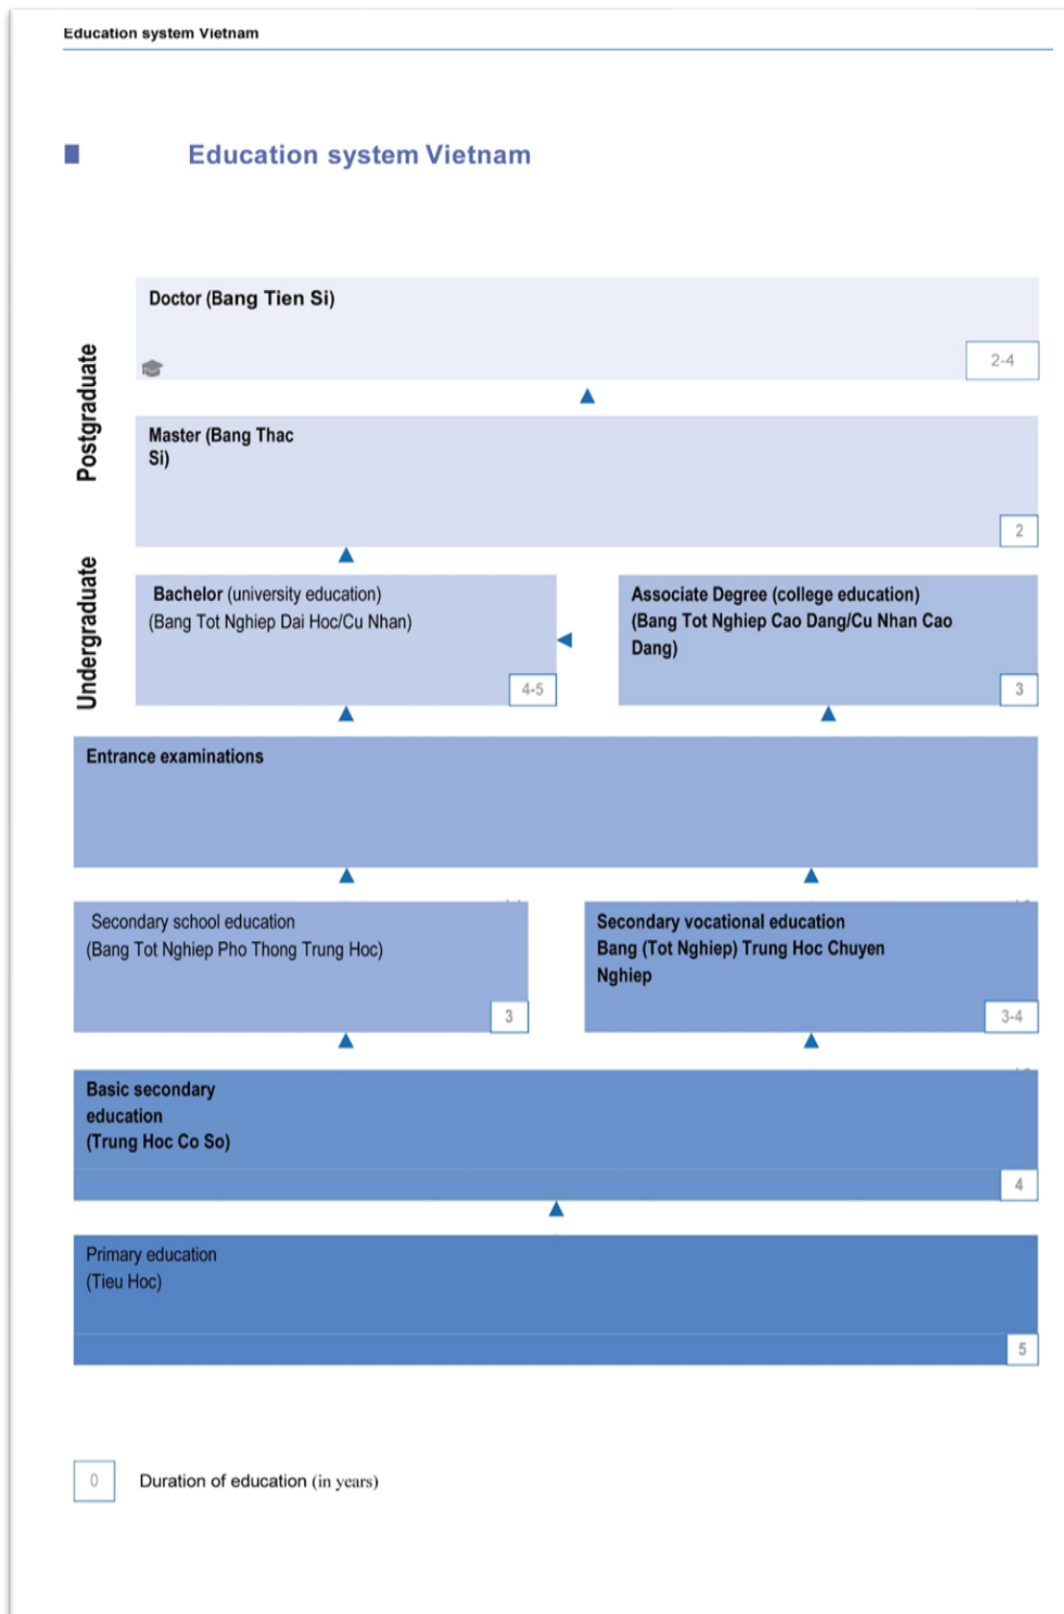 Education system Vietnam
Education system Vietnam
Postgraduate
Doctor (Bang Tien Si)
2-4
Master (Bang Thac
Si)
2
Undergraduate
Bachelor (university education)
(Bang Tot Nghiep Dai Hoc/Cu Nhan)
4-5
Associate Degree (college education)
(Bang Tot Nghiep Cao Dang/Cu Nhan Cao
Dang)
3
Entrance examinations
Secondary school education
(Bang Tot Nghiep Pho Thong Trung Hoc)
3
Secondary vocational education
Bang (Tot Nghiep) Trung Hoc Chuyen
Nghiep
3-4
Basic secondary
education
(Trung Hoc Co So)
4
Primary education
(Tieu Hoc)
5
0
Duration of education (in years)